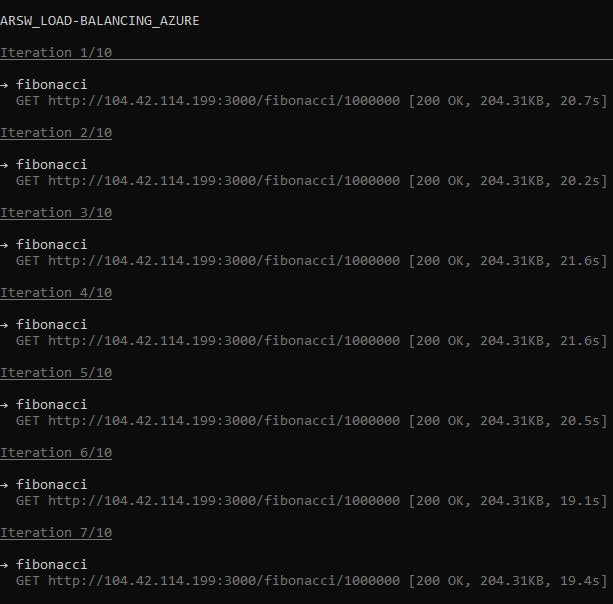 ARSW_LOAD-BALANCING_AZURE
Iteration 1/10
→ fibonacci
GET http://104.42.114.199:3000/fibonacci/1000000 [200 OK, 204.31KB, 20.7s]
Iteration 2/10
→ fibonacci
GET http://104.42.114.199:3000/fibonacci/1000000 [200 OK, 204.31KB, 20.2s]
Iteration 3/10
→ fibonacci
GET http://104.42.114.199:3000/fibonacci/1000000 [200 OK, 204.31KB, 21.6s]
Iteration 4/10
→ fibonacci
GET http://104.42.114.199:3000/fibonacci/1000000 [200 OK, 204.31KB, 21.6s]
Iteration 5/10
→ fibonacci
GET http://104.42.114.199:3000/fibonacci/1000000 [200 OK, 204.31KB, 20.5s]
Iteration 6/10
→ fibonacci
GET http://104.42.114.199:3000/fibonacci/1000000 [200 OK, 204.31KB, 19.1s]
Iteration 7/10
→ fibonacci
GET http://104.42.114.199:3000/fibonacci/1000000 [200 OK, 204.31KB, 19.4s]